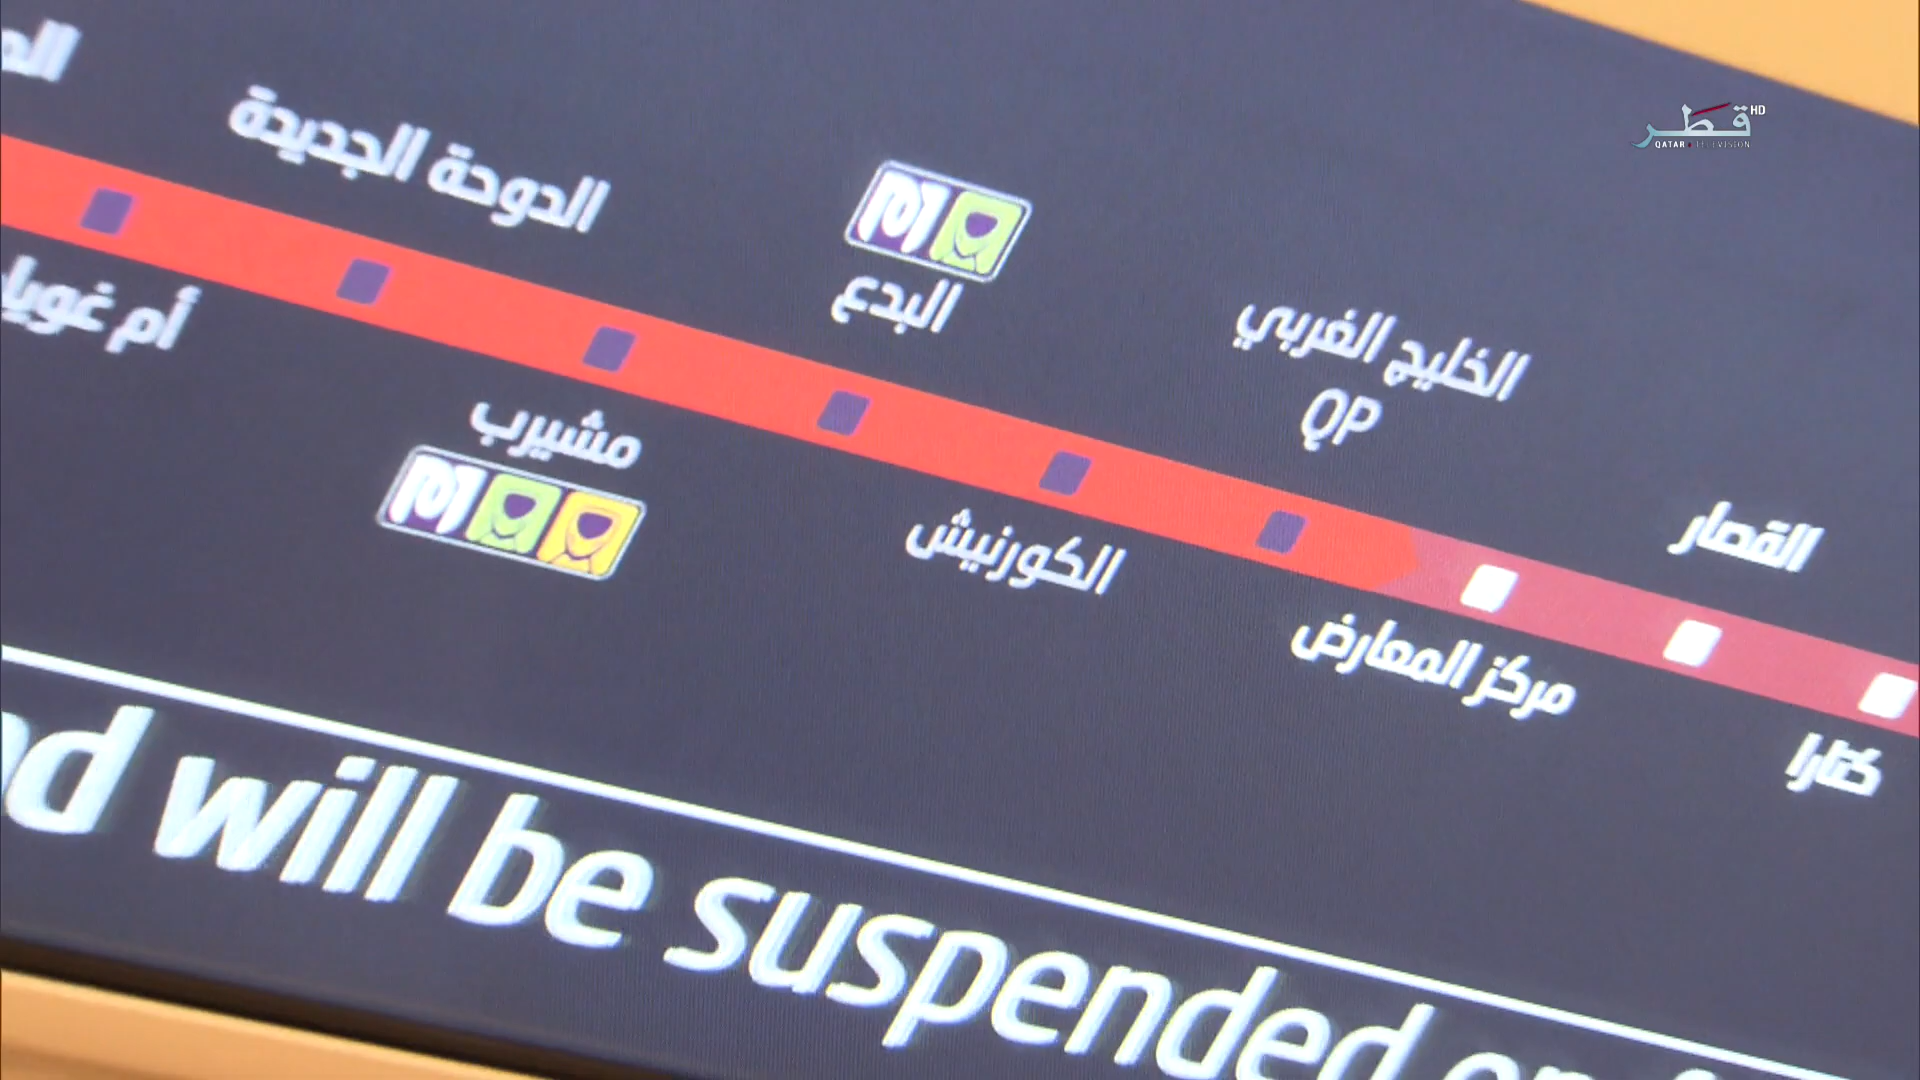 قطر HD
QATAR TELEVISION
الدوحة الجديدة
البدع
الخليج الغربي
QP
القصار
أم
مشيرب
الكورنيش
مركز المعارض
كتارا
will be suspended